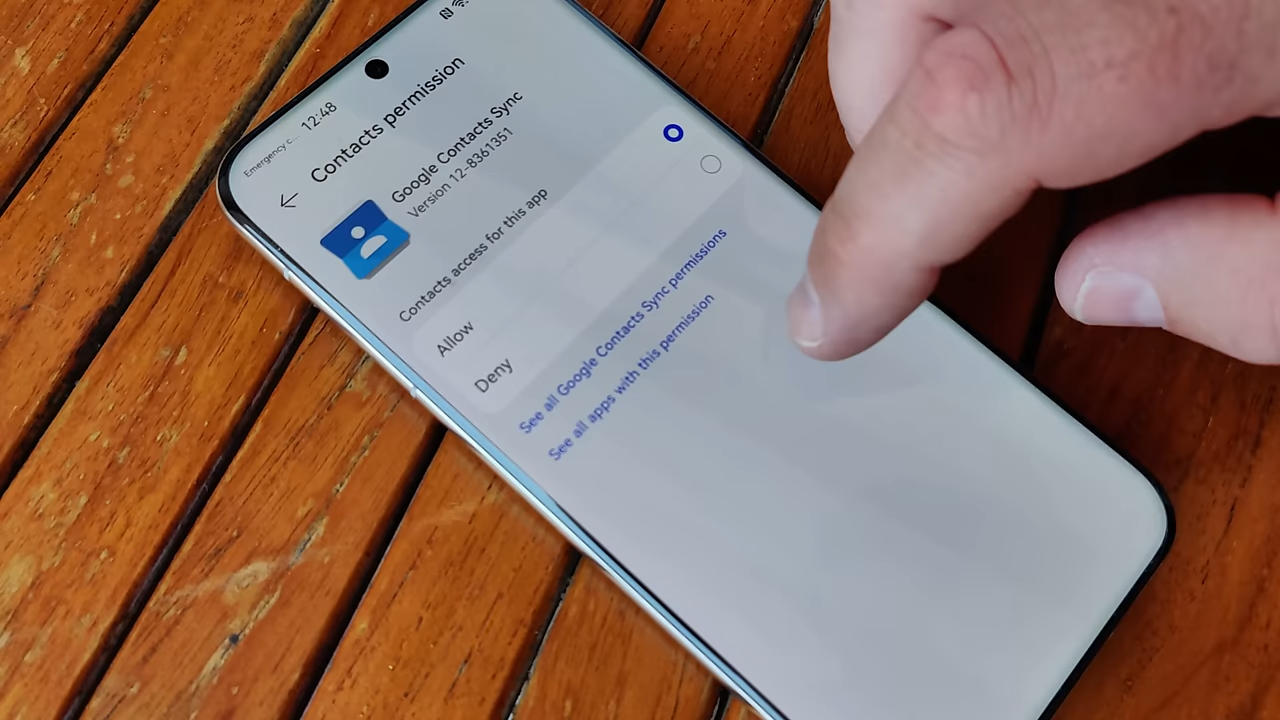 Emergency c... 12:48
Contacts permission
Google Contacts Sync
Version 12-8361351
Contacts access for this app
Allow
Deny
See all Google Contacts Sync permissions
See all apps with this permission